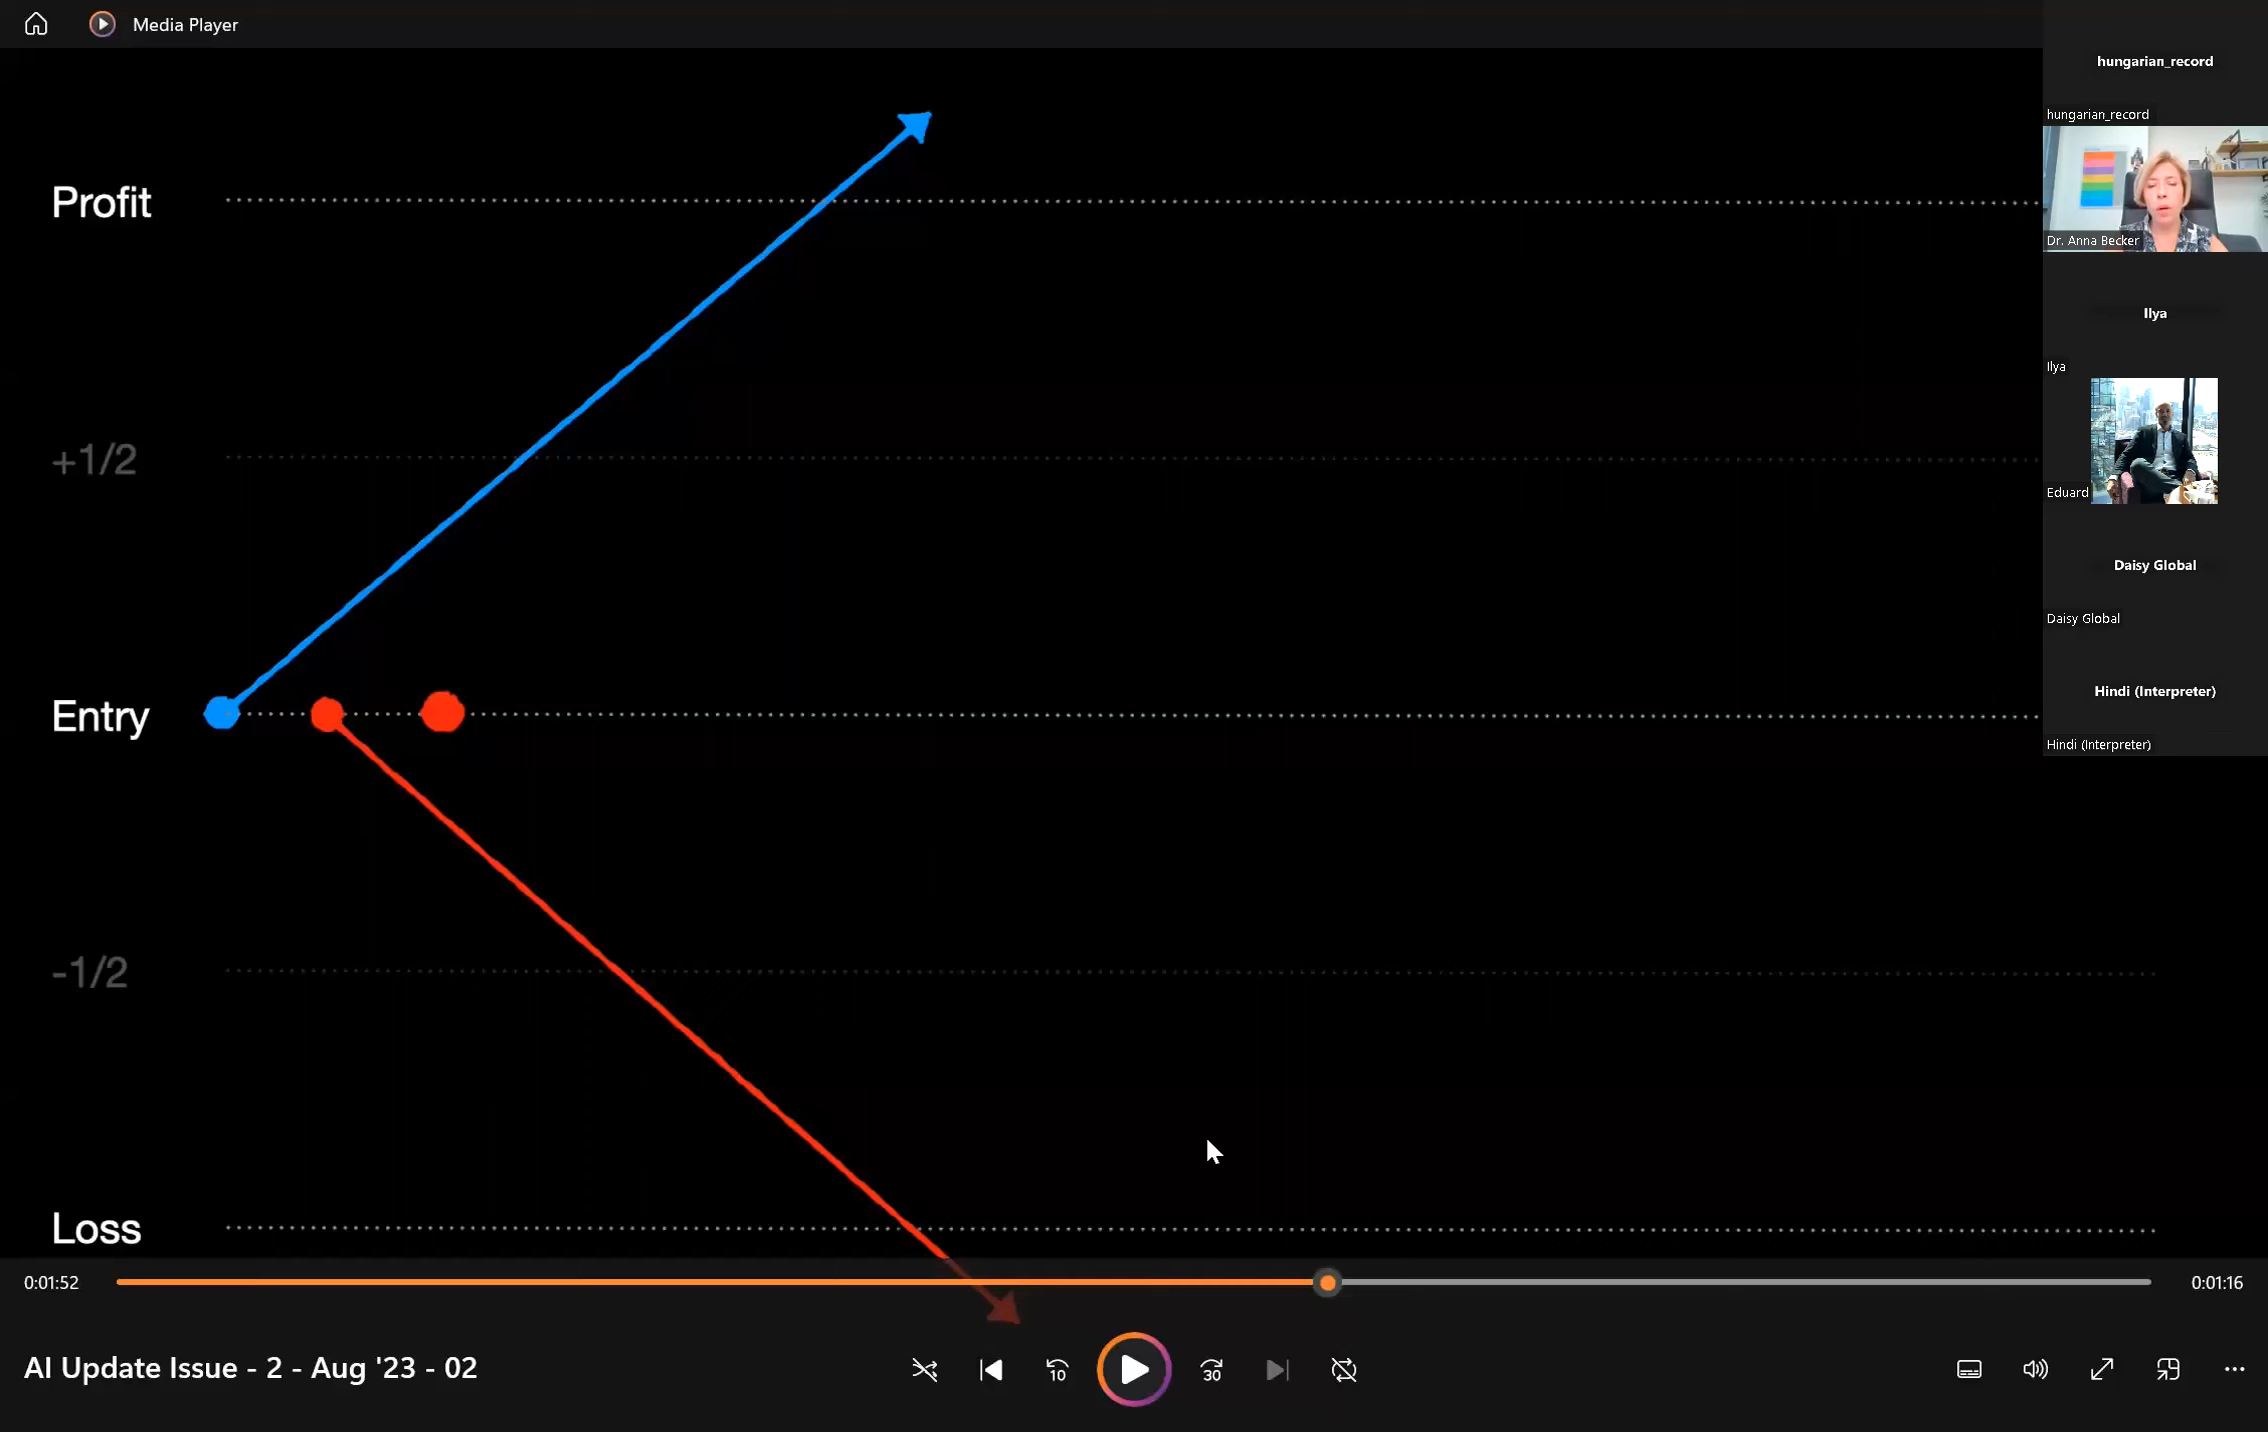 Media Player
Profit
+1/2
Entry
-1/2
Loss
hungarian_record
hungarian_record
Dr. Anna Becker
Ilya
Ilya
Eduard
Daisy Global
Daisy Global
Hindi (Interpreter)
Hindi (Interpreter)
0:01:52
0:01:16
AI Update Issue - 2 - Aug '23 - 02
10
30